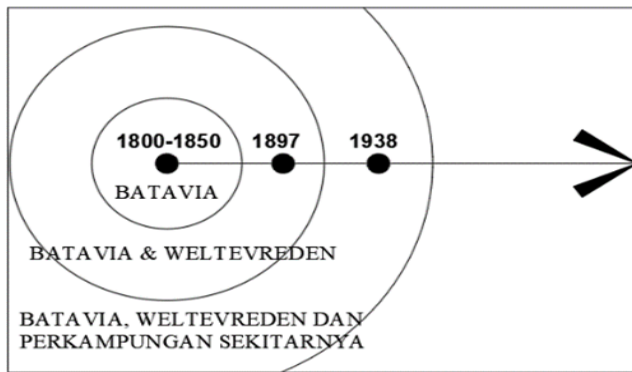 1800-1850 1897 1938
BATAVIA
BATAVIA & WELTEVREDEN
BATAVIA, WELTEVREDEN DAN
PERKAMPUNGAN SEKITARNYA